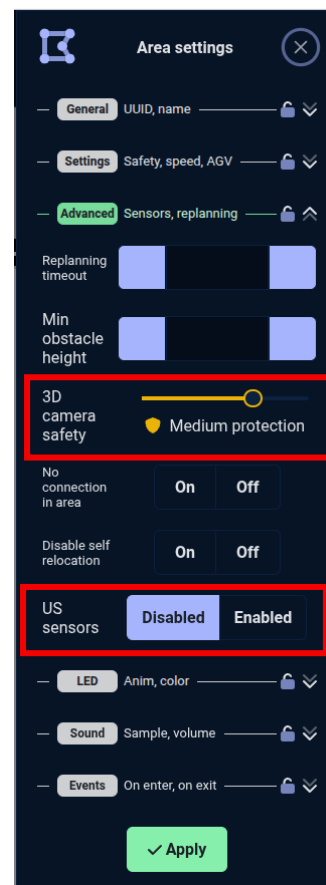 Area settings
General UUID, name
Settings Safety, speed, AGV
Advanced Sensors, replanning
Replanning
timeout
Min
obstacle
height
3D
camera
safety
Medium protection
No
connection
in area
On Off
Disable self
relocation
On Off
US
sensors
Disabled Enabled
LED Anim, color
Sound Sample, volume
Events On enter, on exit
Apply